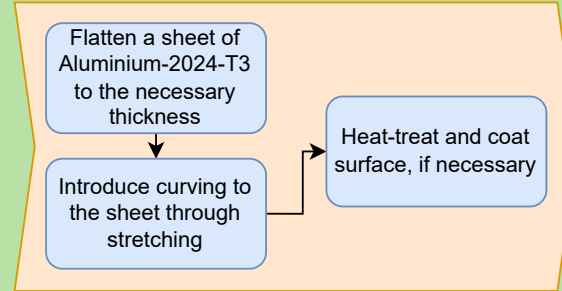 Flatten a sheet of
Aluminium-2024-T3
to the necessary
thickness
Introduce curving to
the sheet through
stretching
Heat-treat and coat
surface, if necessary